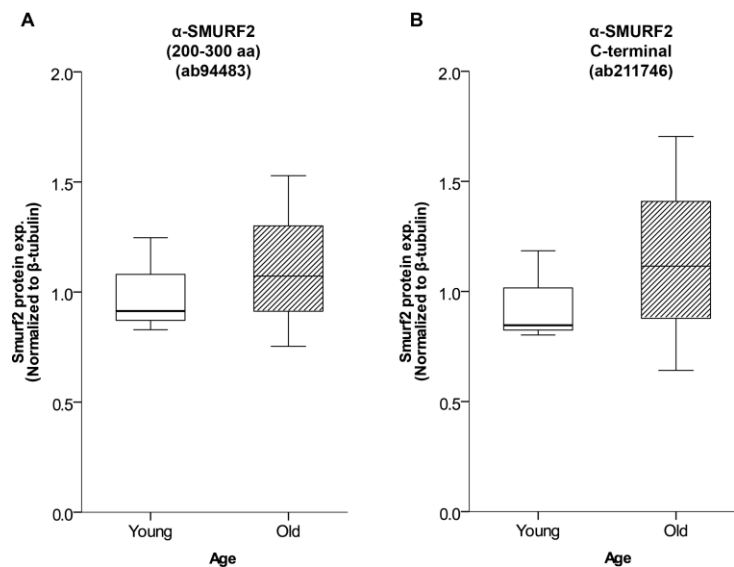 A
α-SMURF2
(200-300 aa)
(ab94483)
2.0
1.5
1.0
0.5
0.0
Smurf2 protein exp.
(Normalized to β-tubulin)
Young
Old
Age
B
α-SMURF2
C-terminal
(ab211746)
2.0
1.5
1.0
0.5
0.0
Smurf2 protein exp.
(Normalized to β-tubulin)
Young
Old
Age